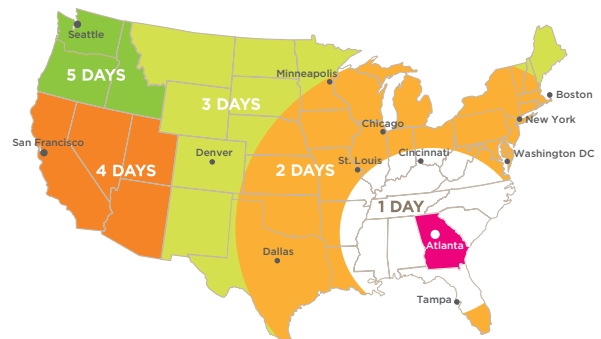 Seattle
5 DAYS
Minneapolis
3 DAYS
Boston
Chicago
New York
San Francisco
Denver
St. Louis
Cincinnati
Washington DC
4 DAYS
2 DAYS
1 DAY
Atlanta
Dallas
Tampa